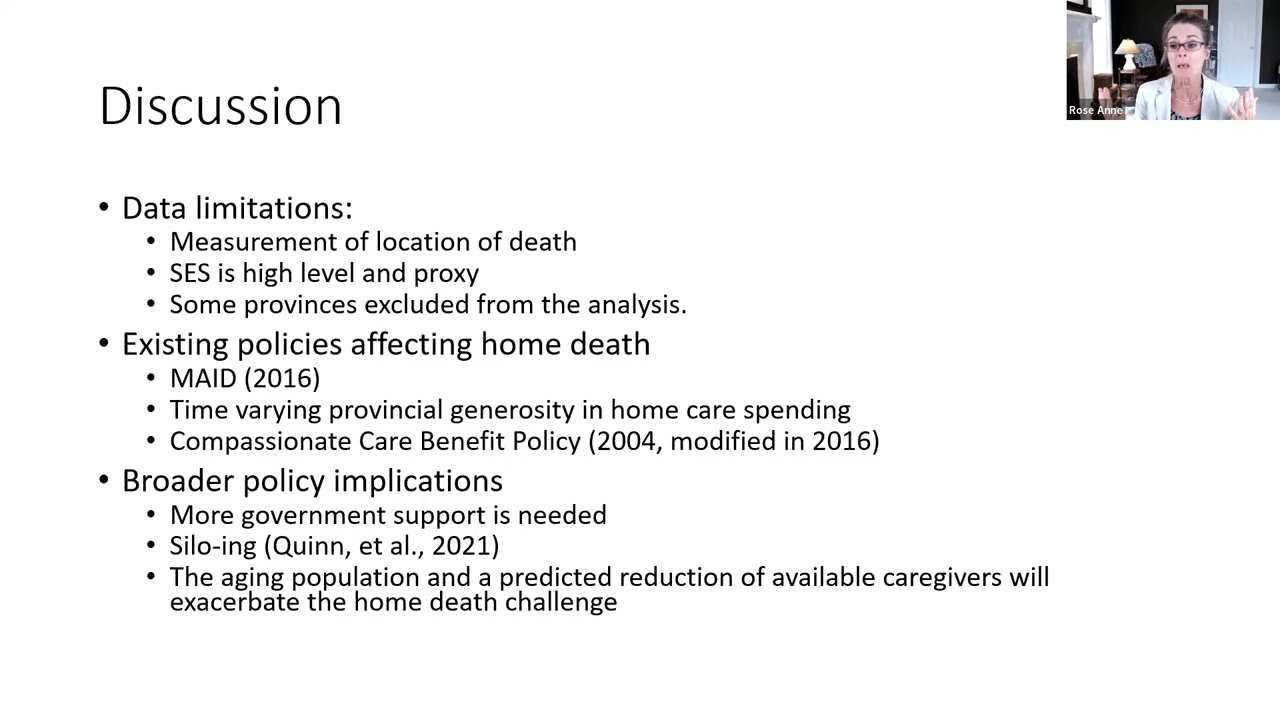 Discussion
Rose Anne
• Data limitations:
• Measurement of location of death
• SES is high level and proxy
• Some provinces excluded from the analysis.
• Existing policies affecting home death
• MAID (2016)
• Time varying provincial generosity in home care spending
• Compassionate Care Benefit Policy (2004, modified in 2016)
• Broader policy implications
• More government support is needed
• Silo-ing (Quinn, et al., 2021)
• The aging population and a predicted reduction of available caregivers will
exacerbate the home death challenge